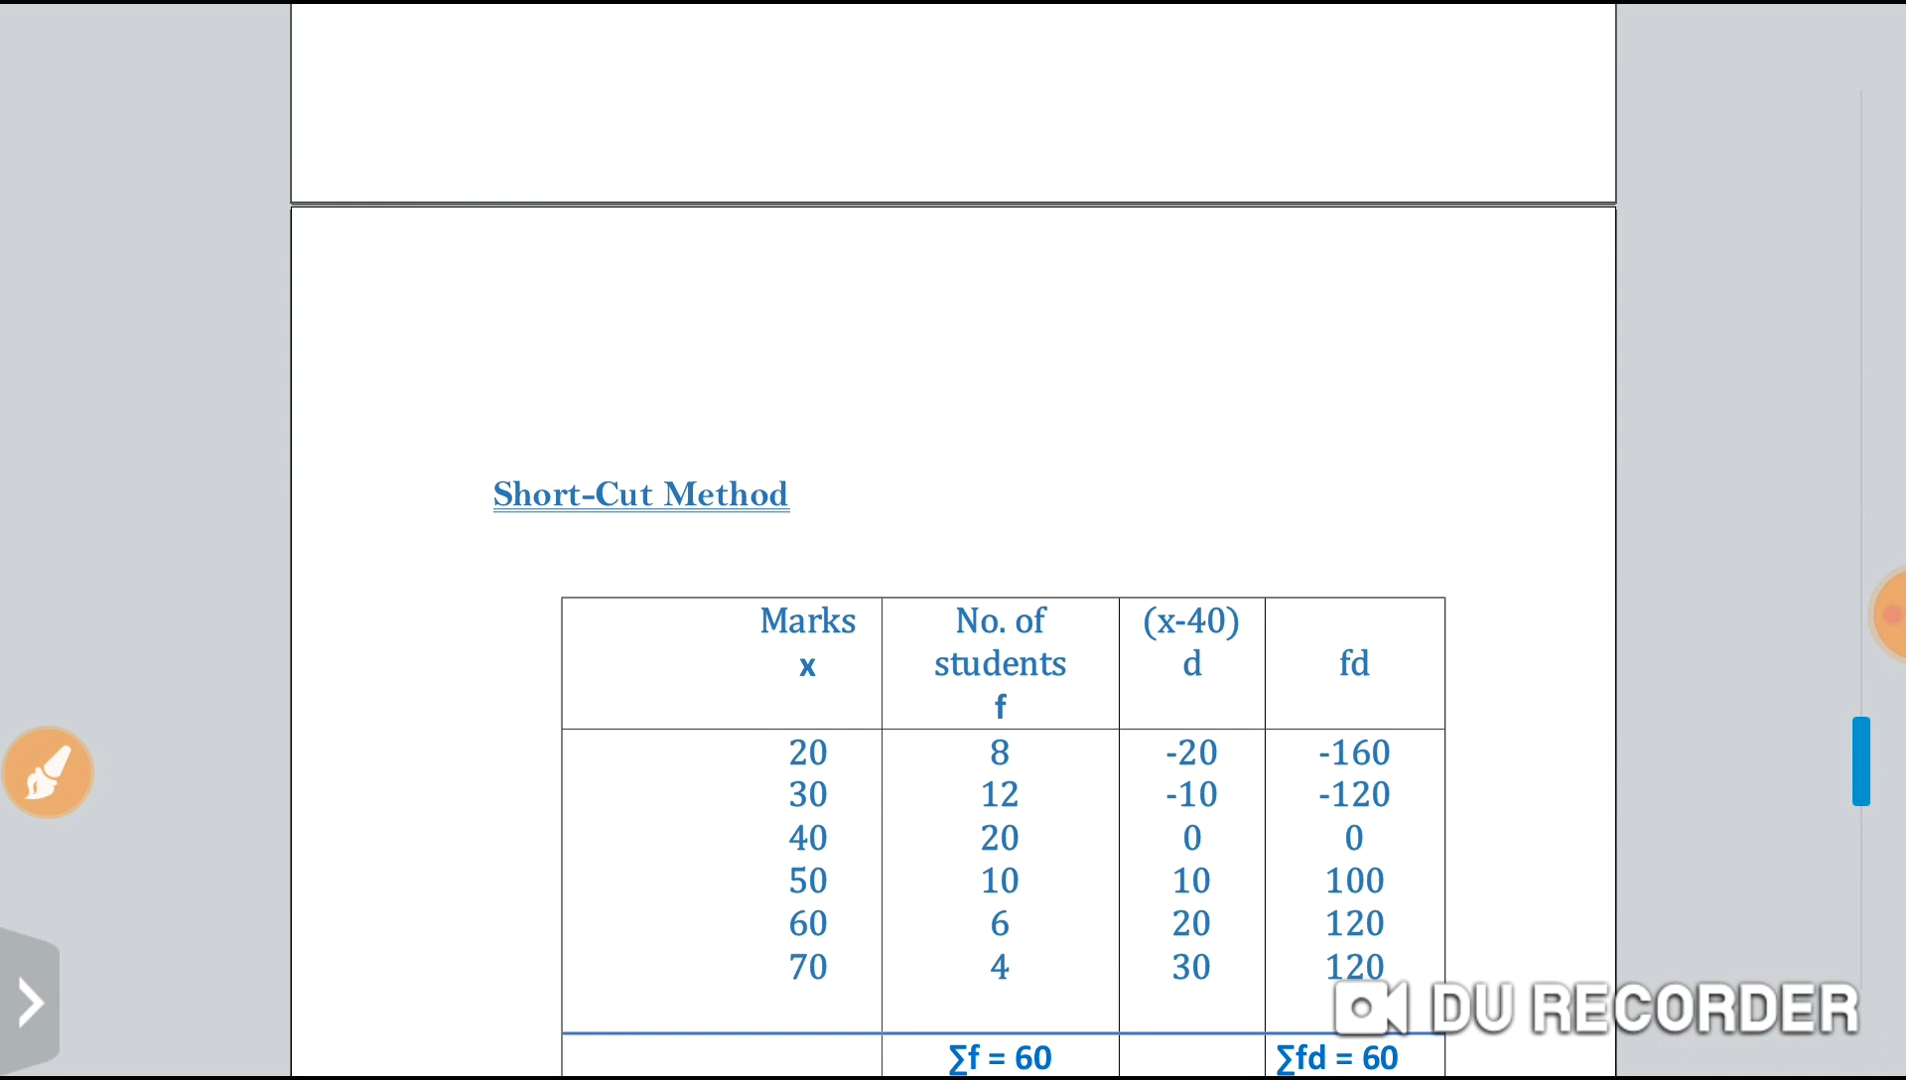 Short-Cut Method
Marks No. of (x-40)
x students d fd
f
20 8 -20 -160
30 12 -10 -120
40 20 0 0
50 10 10 100
60 6 20 120
70 4 30 120
DU RECORDER
∑f = 60 ∑fd = 60